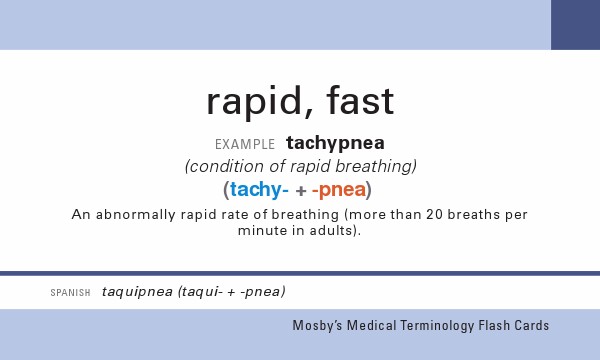 rapid, fast
EXAMPLE tachypnea
(condition of rapid breathing)
(tachy- + -pnea)
An abnormally rapid rate of breathing (more than 20 breaths per
minute in adults).
SPANISH taquipnea (taqui- + -pnea)
Mosby's Medical Terminology Flash Cards